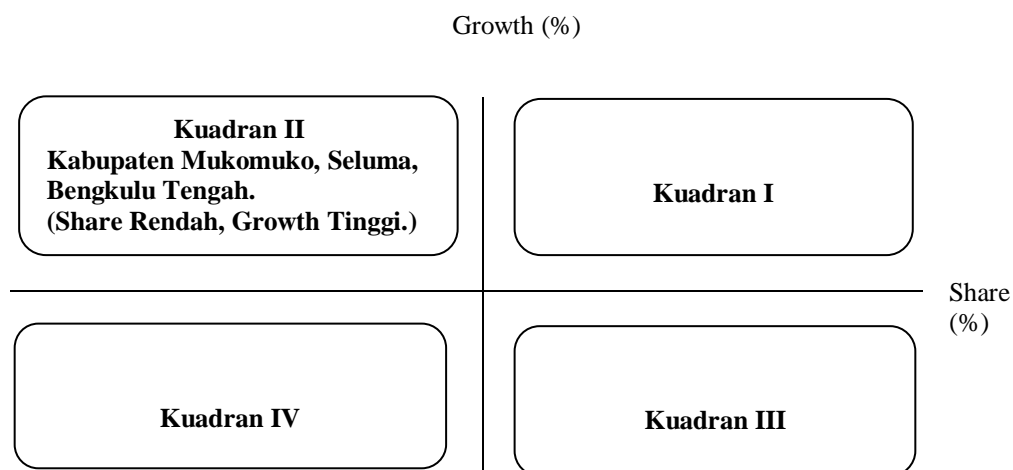 Growth (%)
Kuadran II
Kabupaten Mukomuko, Seluma,
Bengkulu Tengah.
(Share Rendah, Growth Tinggi.)
Kuadran I
Share
(%)
Kuadran IV
Kuadran III